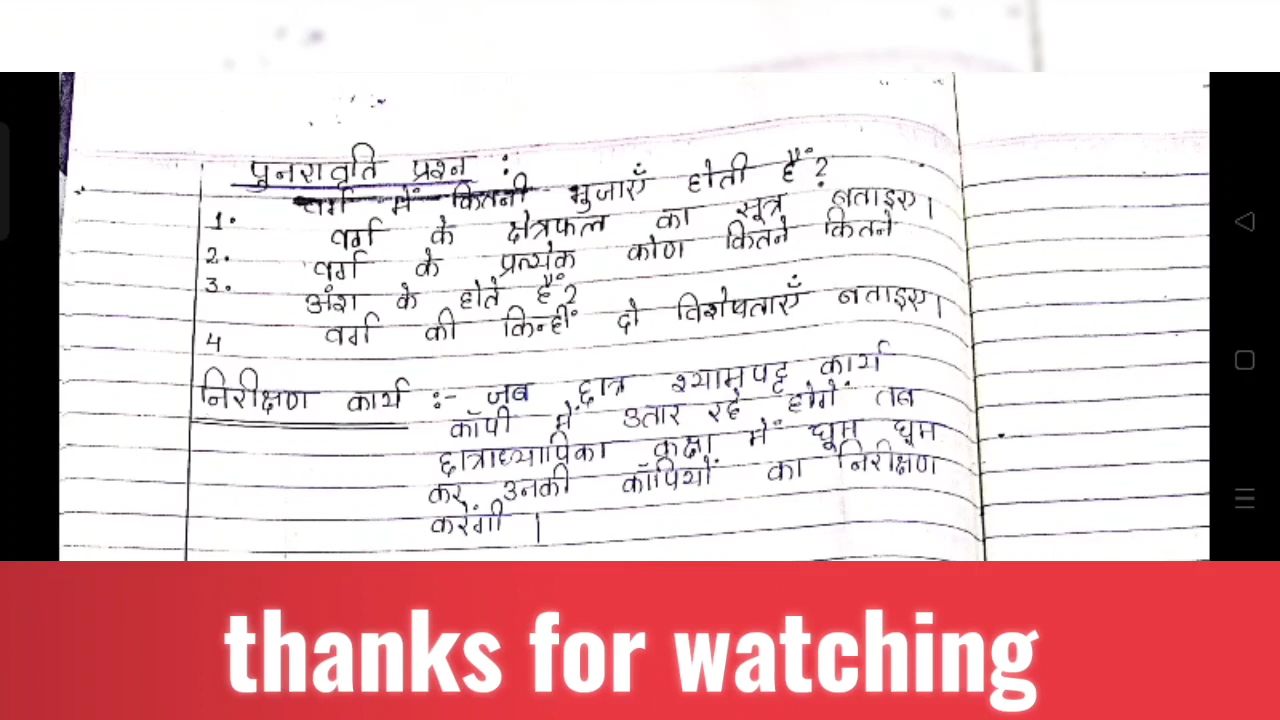 पुनरावृति प्रश्न :
1. वर्ग में कितनी भुजाएँ होती हैं?
2. वर्ग के क्षेत्रफल का सूत्र बताइए।
3. वर्ग के प्रत्येक कोण कितने कितने
अंश के होते हैं?
4 वर्ग की किन्हीं दो विशेषताएँ बताइए।
निरीक्षण कार्य :- जब छात्र श्यामपट्ट कार्य
कॉपी में उतार रहे होगें तब
छात्राध्यापिका कक्षा में घूम घूम
कर उनकी कॉपियों का निरीक्षण
करेंगी |
thanks for watching